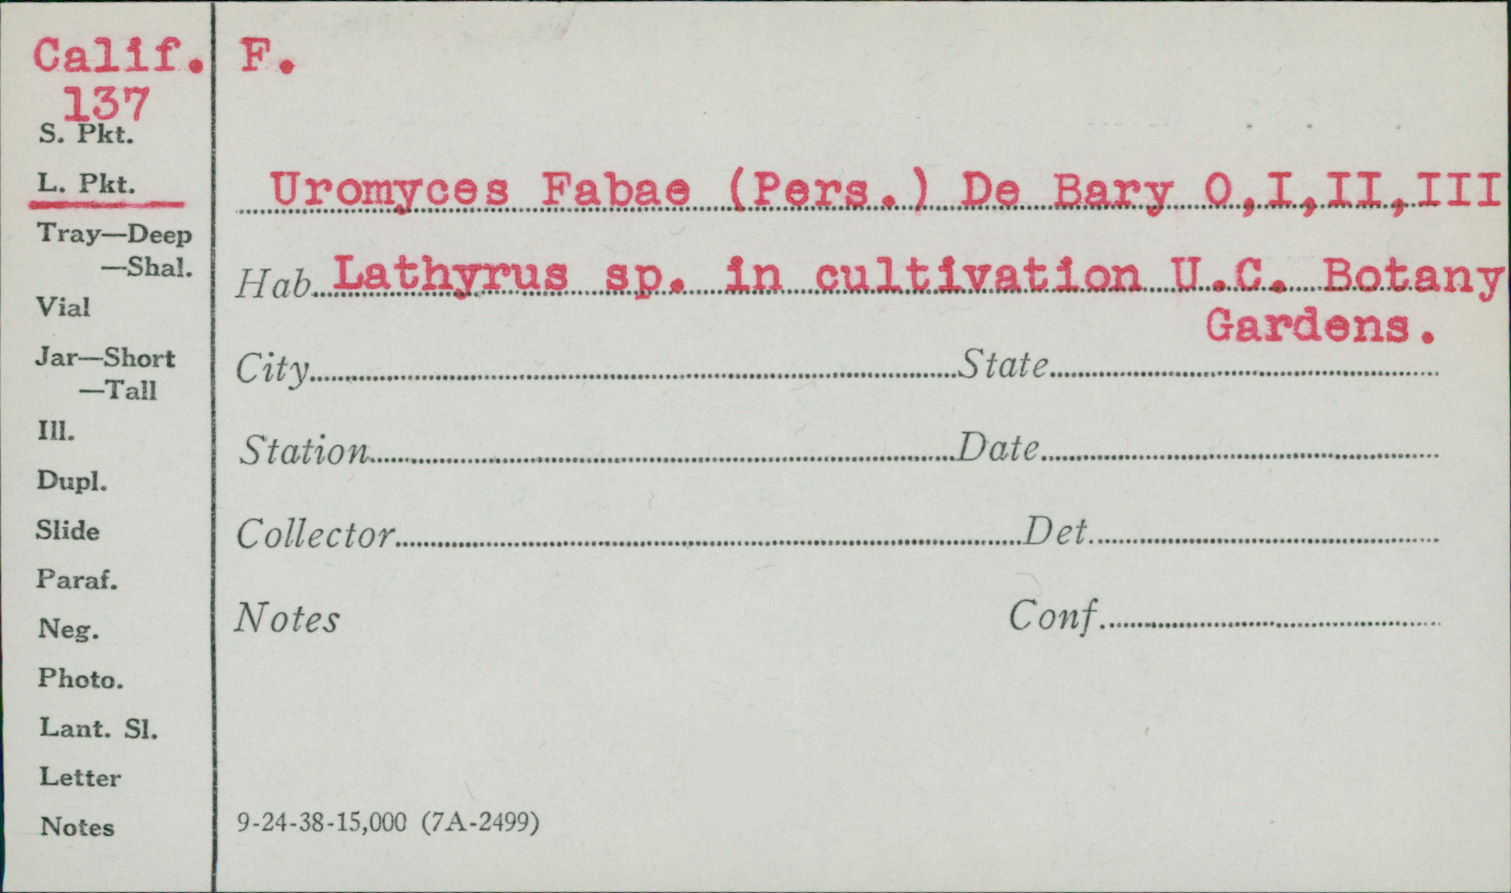 Calif. F.
137
S. Pkt.
L. Pkt.
Uromyces Fabae (Pers.) De Bary O,I,II,III
Tray—Deep
—Shal.
Hab. Lathyrus sp. in cultivation U.C. Botany
Gardens.
Vial
Jar—Short
—Tall
City State
Ill.
Station Date
Dupl.
Slide
Collector Det.
Paraf.
Neg.
Notes Conf.
Photo.
Lant. Sl.
Letter
Notes
9-24-38-15,000 (7A-2499)